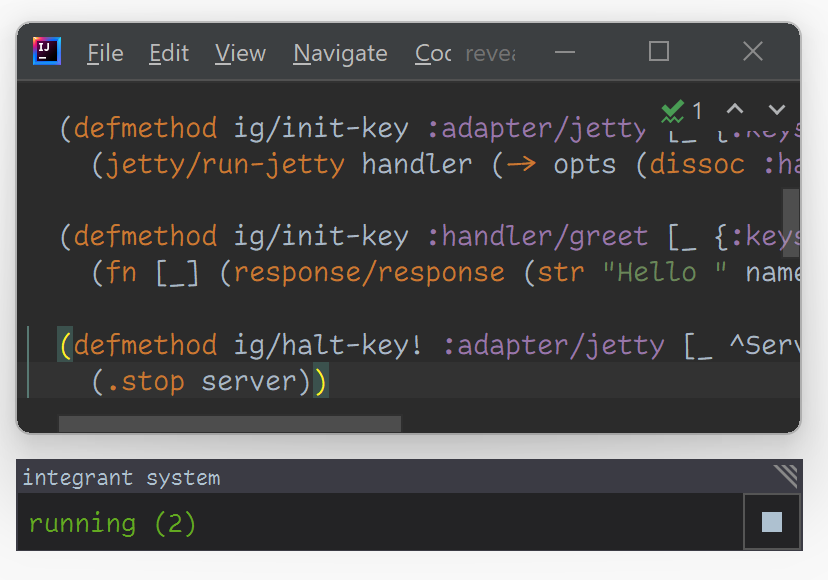 IJ
File Edit View Navigate revea
1
(defmethod ig/init-key :adapter/jetty [_ {:keys
(jetty/run-jetty handler (-> opts (dissoc :ha
(defmethod ig/init-key :handler/greet [_ {:keys
(fn [_] (response/response (str "Hello " name
(defmethod ig/halt-key! :adapter/jetty [_ ^Serv
(.stop server))
integrant system
running (2)